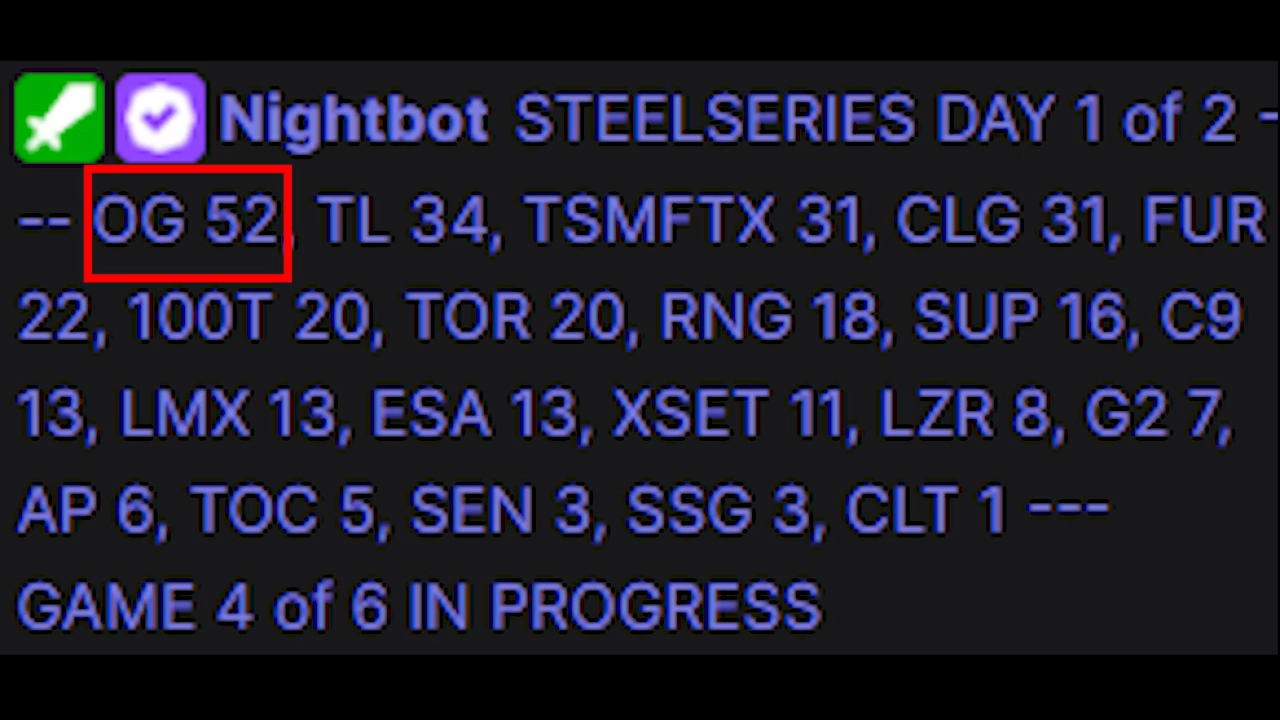 Nightbot STEELSERIES DAY 1 of 2 -
-- OG 52, TL 34, TSMFTX 31, CLG 31, FUR
22, 100T 20, TOR 20, RNG 18, SUP 16, C9
13, LMX 13, ESA 13, XSET 11, LZR 8, G2 7,
AP 6, TOC 5, SEN 3, SSG 3, CLT 1 ---
GAME 4 of 6 IN PROGRESS